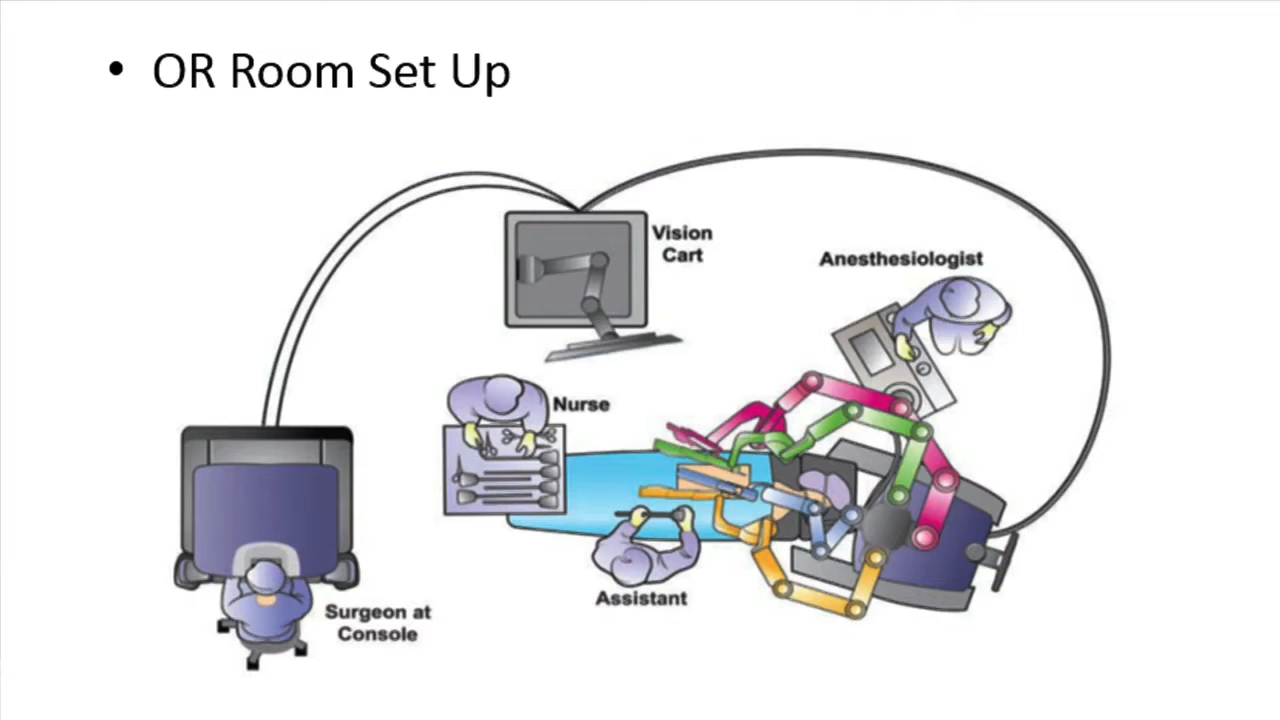 • OR Room Set Up
Vision
Cart
Anesthesiologist
Nurse
Assistant
Surgeon at
Console